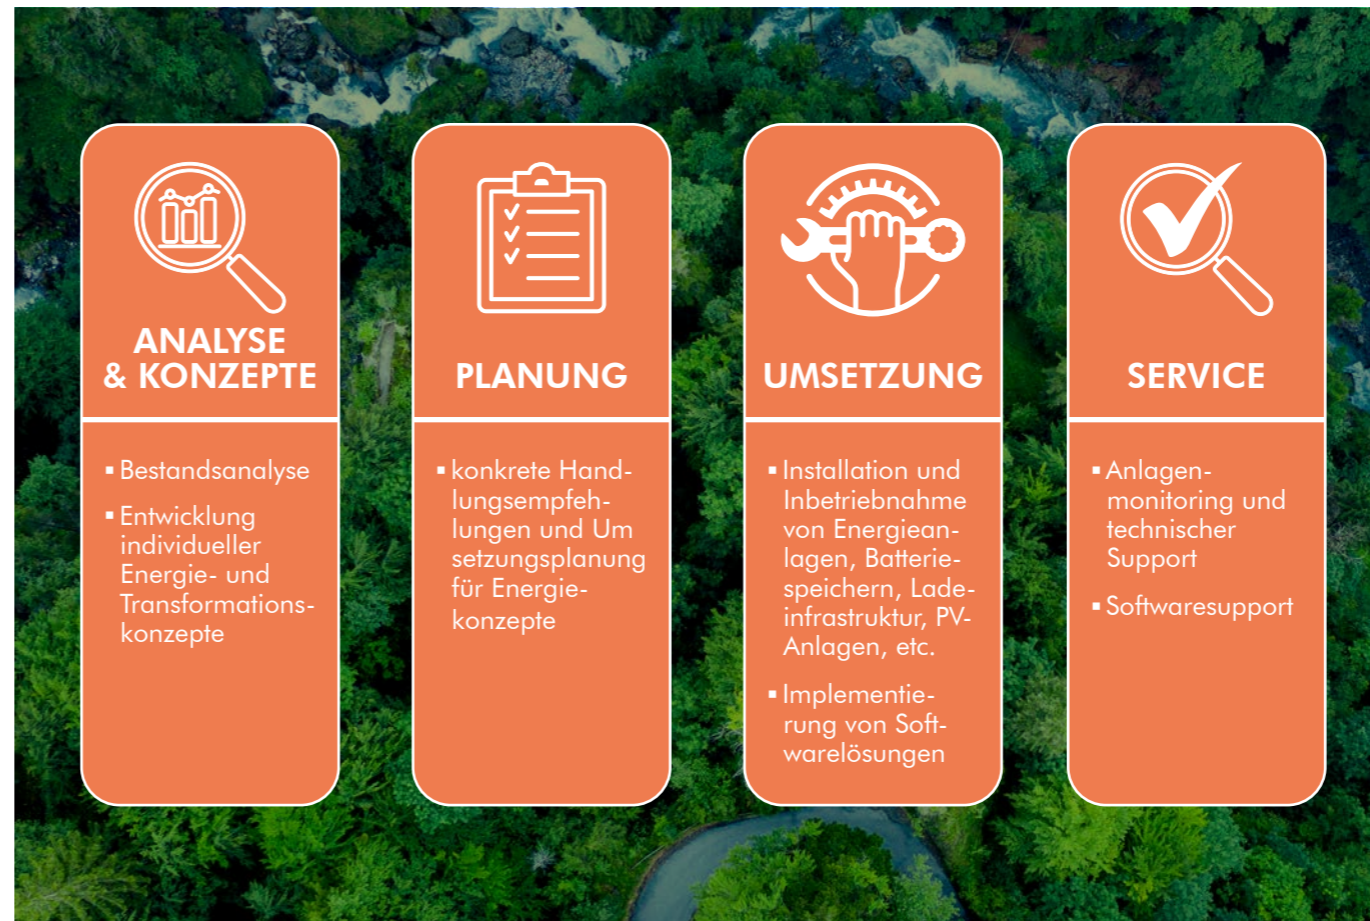 ANALYSE
& KONZEPTE
▪ Bestandsanalyse
▪ Entwicklung
individueller
Energie- und
Transformations-
konzepte
PLANUNG
▪ konkrete Hand-
lungsempfeh-
lungen und Um
setzungsplanung
für Energie-
konzepte
UMSETZUNG
▪ Installation und
Inbetriebnahme
von Energiean-
lagen, Batterie-
speichern, Lade-
infrastruktur, PV-
Anlagen, etc.
▪ Implementie-
rung von Soft-
warelösungen
SERVICE
▪ Anlagen-
monitoring und
technischer
Support
▪ Softwaresupport